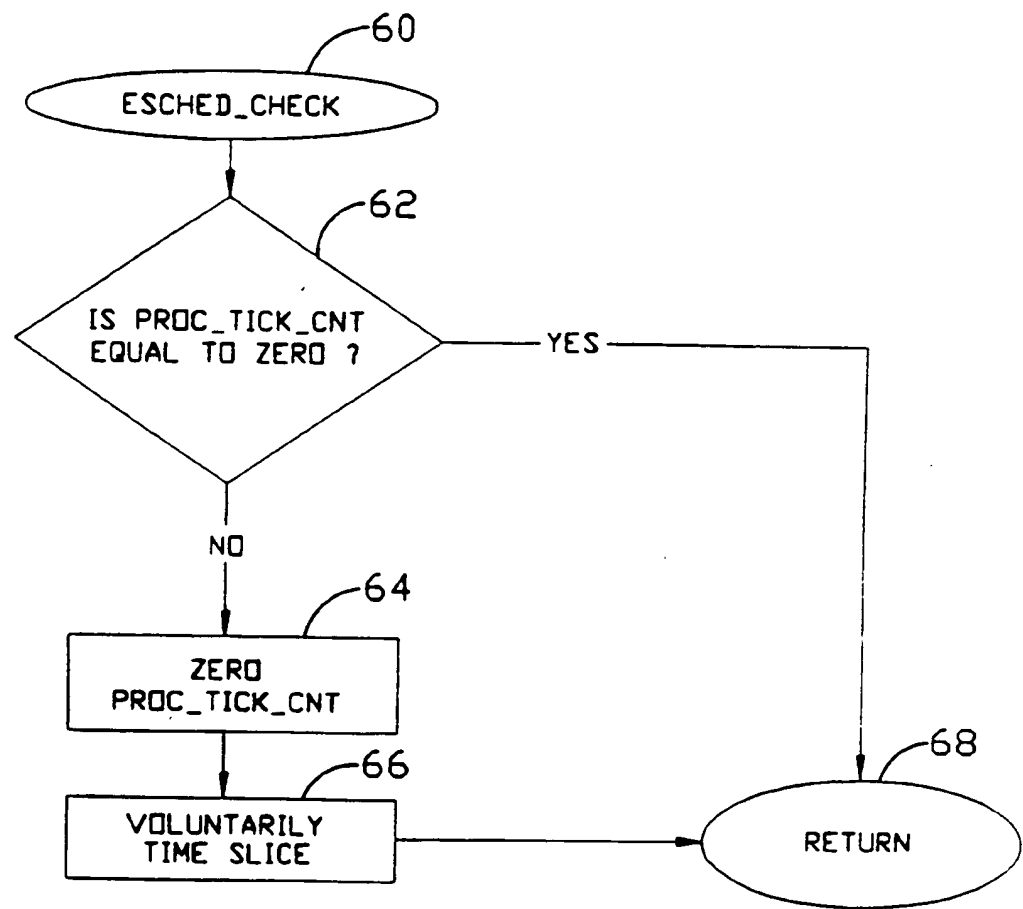 60
ESCHED_CHECK
62
IS PROC_TICK_CNT
EQUAL TO ZERO ?
YES
NO
64
ZERO
PROC_TICK_CNT
66
VOLUNTARILY
TIME SLICE
68
RETURN